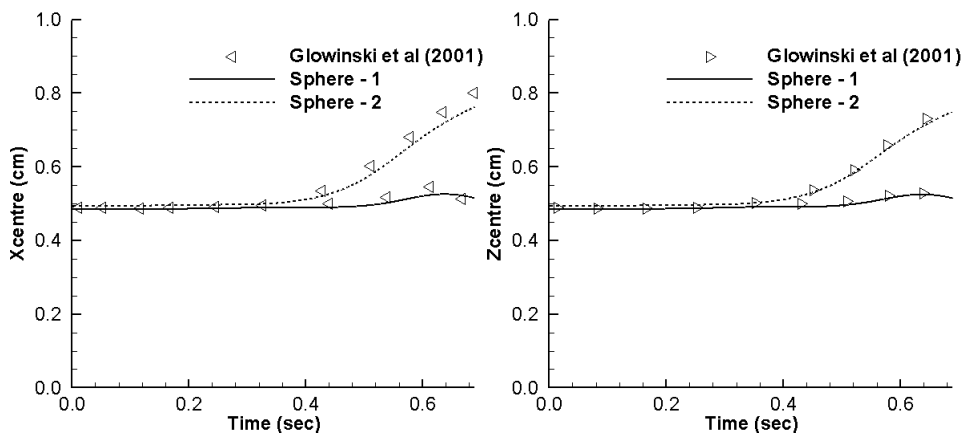 1.0
0.8
0.6
0.4
0.2
0.0
Xcentre (cm)
Glowinski et al (2001)
Sphere - 1
Sphere - 2
0.0 0.2 0.4 0.6
Time (sec)
1.0
0.8
0.6
0.4
0.2
0.0
Zcentre (cm)
Glowinski et al (2001)
Sphere - 1
Sphere - 2
0.0 0.2 0.4 0.6
Time (sec)